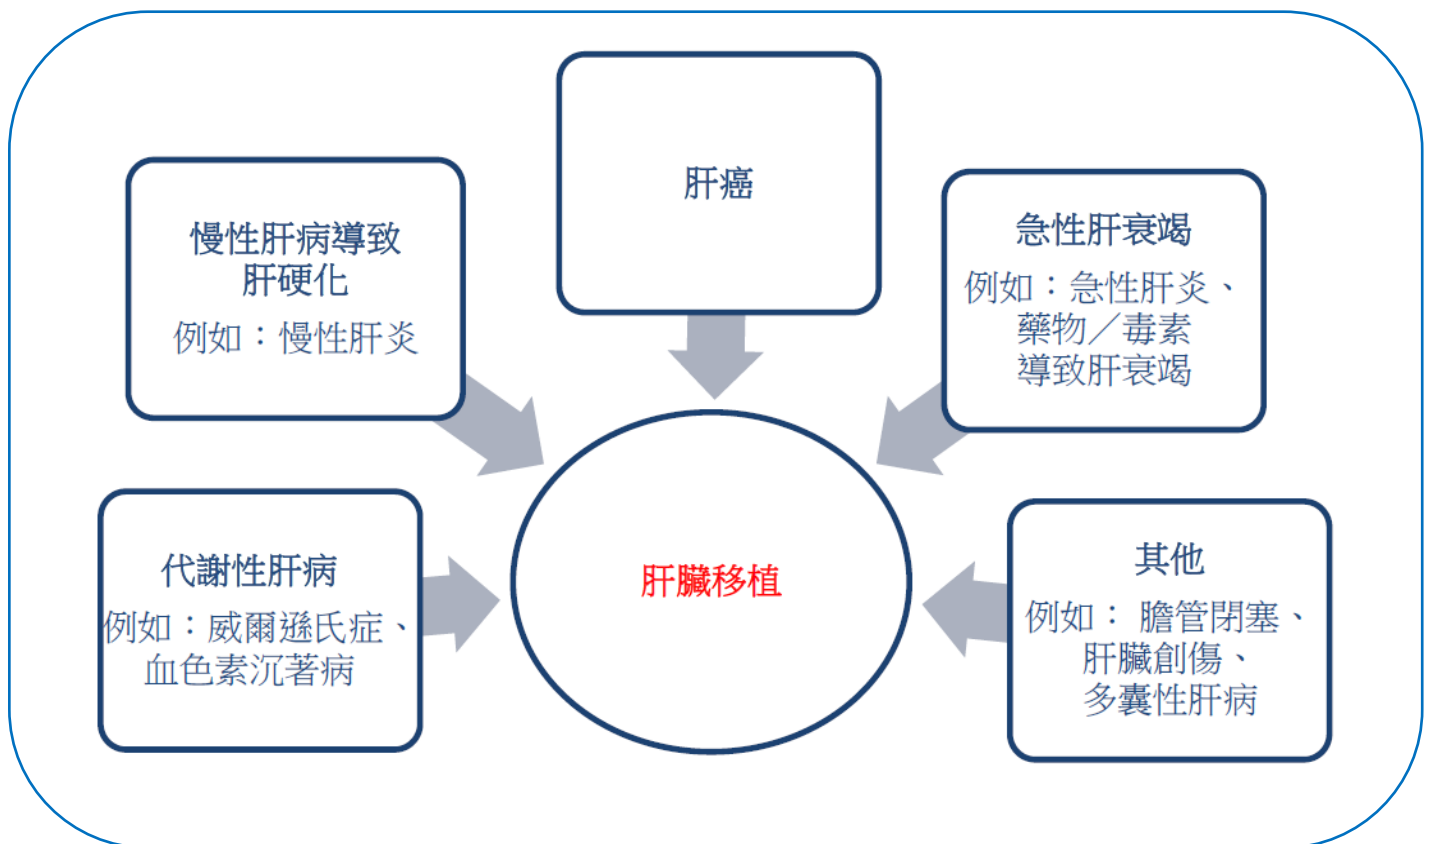 肝癌
慢性肝病導致
肝硬化
例如：慢性肝炎
急性肝衰竭
例如：急性肝炎、
藥物／毒素
導致肝衰竭
代謝性肝病
例如：威爾遜氏症、
血色素沉著病
肝臟移植
其他
例如： 膽管閉塞、
肝臟創傷、
多囊性肝病